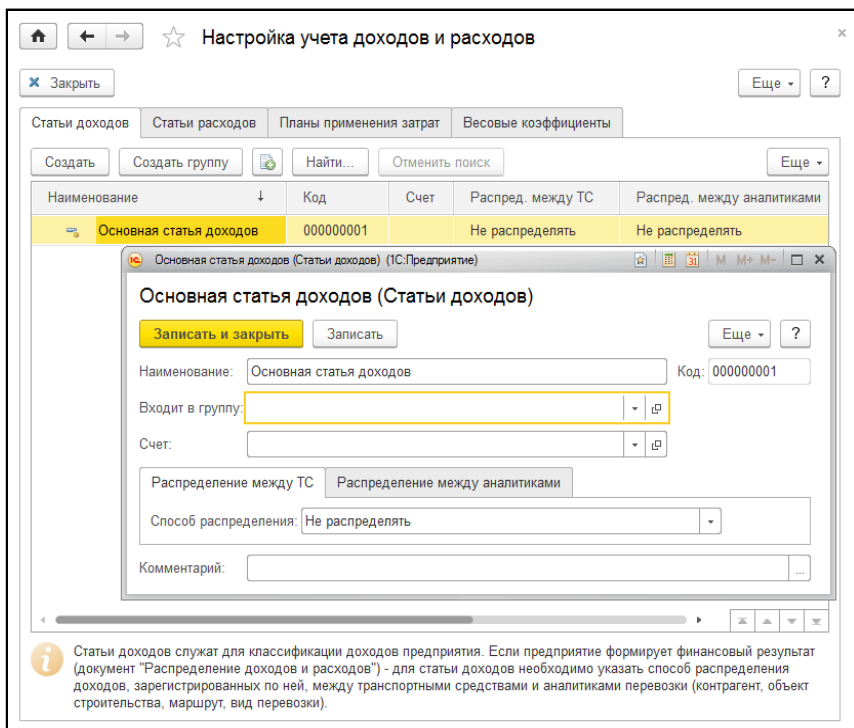 Настройка учета доходов и расходов
Закрыть Еще ?
Статьи доходов Статьи расходов Планы применения затрат Весовые коэффициенты
Создать Создать группу Найти... Отменить поиск Еще
Наименование ↓ Код Счет Распред. между ТС Распред. между аналитиками
Основная статья доходов 000000001 Не распределять Не распределять
1С Основная статья доходов (Статьи доходов) (1С:Предприятие) 31 M M+ M-
Основная статья доходов (Статьи доходов)
Записать и закрыть Записать Еще ?
Наименование: Основная статья доходов Код: 000000001
Входит в группу:
Счет:
Распределение между ТС Распределение между аналитиками
Способ распределения: Не распределять
Комментарий: ...
i Статьи доходов служат для классификации доходов предприятия. Если предприятие формирует финансовый результат
(документ "Распределение доходов и расходов") - для статьи доходов необходимо указать способ распределения
доходов, зарегистрированных по ней, между транспортными средствами и аналитиками перевозки (контрагент, объект
строительства, маршрут, вид перевозки).